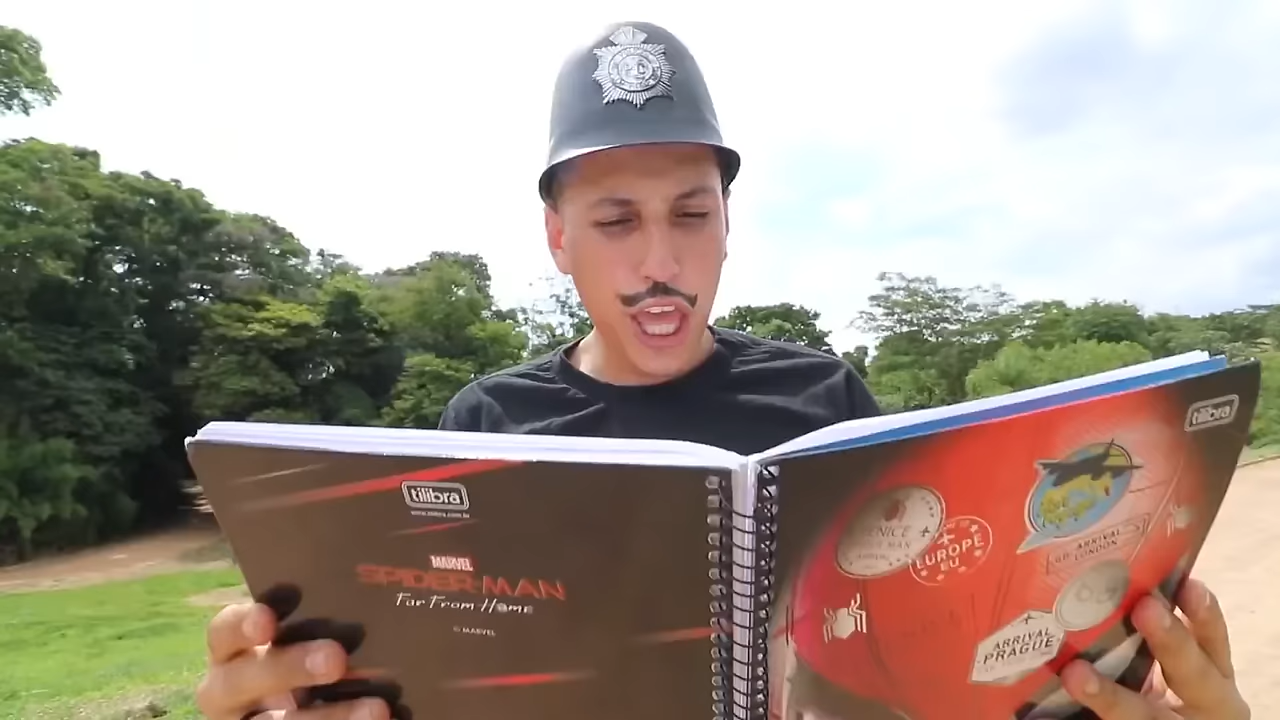 tilibra
www.tilibra.com.br
MARVEL
SPIDER-MAN
Far From Home
© MARVEL
tilibra
VENICE
EUROPE
EU
ARRIVAL
LONDON
ARRIVAL
PRAGUE